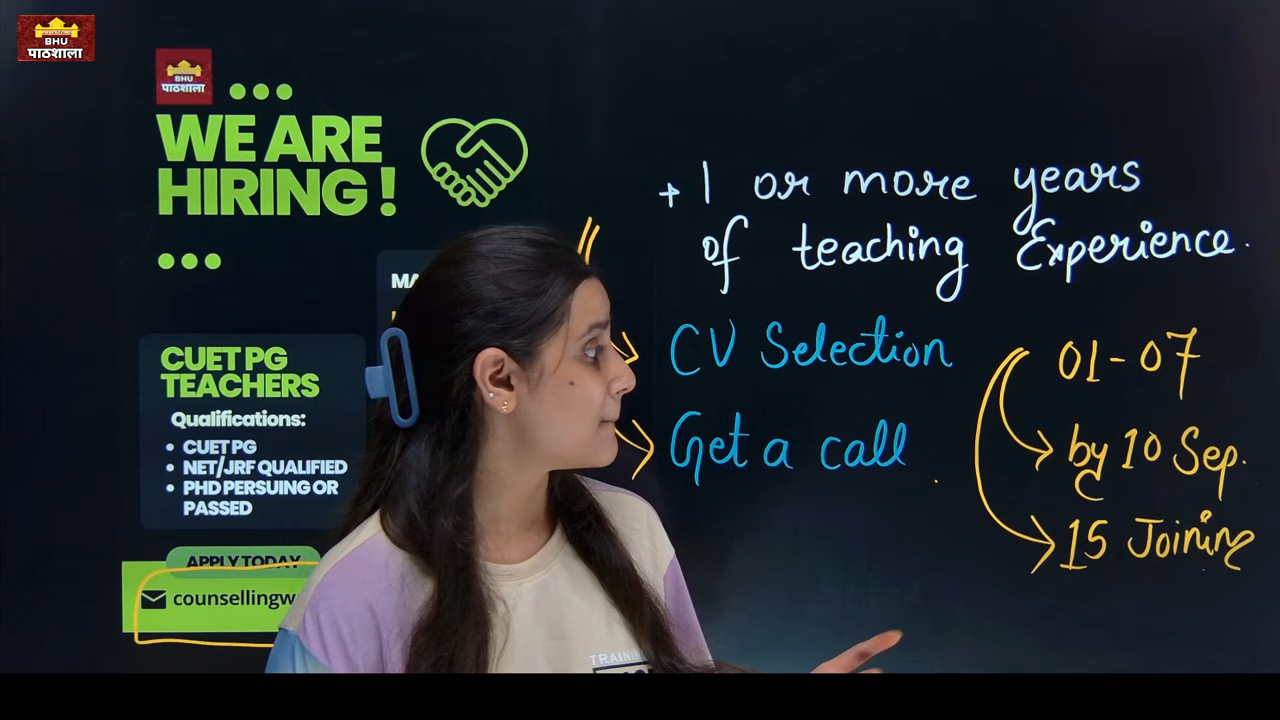 BHU
पाठशाला
BHU
पाठशाला
WE ARE
HIRING !
CUET PG
TEACHERS
Qualifications:
• CUET PG
• NET/JRF QUALIFIED
• PHD PERSUING OR
PASSED
APPLY TODAY
+ 1 or more years
of teaching Experience.
CV Selection
Get a call
01-07
by 10 Sep.
15 Joining